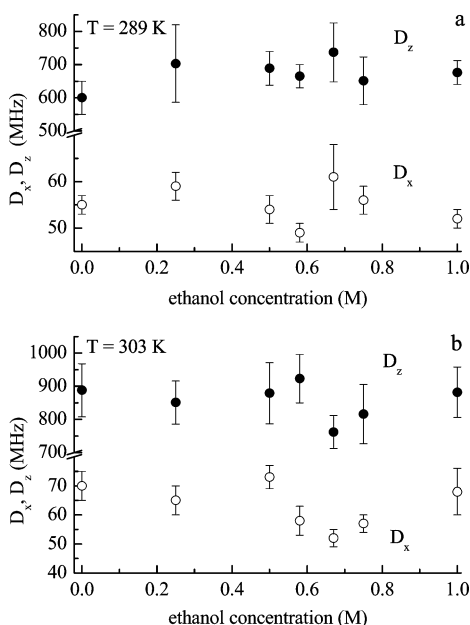 a
T = 289 K
D_z
800
700
600
500
D_x
60
50
D_x, D_z (MHz)
0.0 0.2 0.4 0.6 0.8 1.0
ethanol concentration (M)
b
T = 303 K
D_z
1000
900
800
700
70
60
50
40
D_x
D_x, D_z (MHz)
0.0 0.2 0.4 0.6 0.8 1.0
ethanol concentration (M)